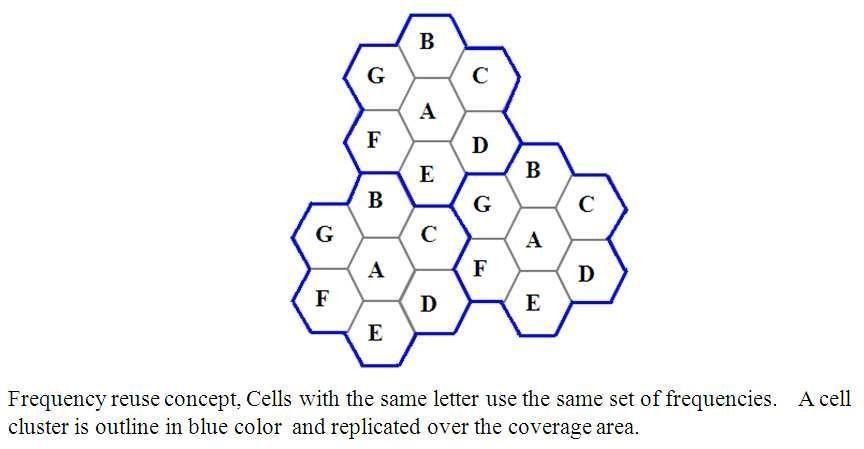 B
G C
A
F D
E B
B G C
G C A
A F D
F D E
E
Frequency reuse concept, Cells with the same letter use the same set of frequencies. A cell
cluster is outline in blue color and replicated over the coverage area.